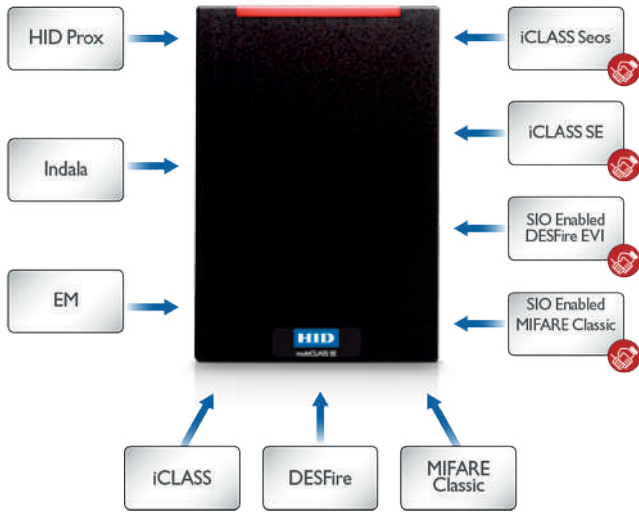 HID Prox
iCLASS Seos
iCLASS SE
Indala
SIO Enabled
DESFire EVI
EM
SIO Enabled
MIFARE Classic
HID
multiCLASS SE
iCLASS
DESFire
MIFARE
Classic